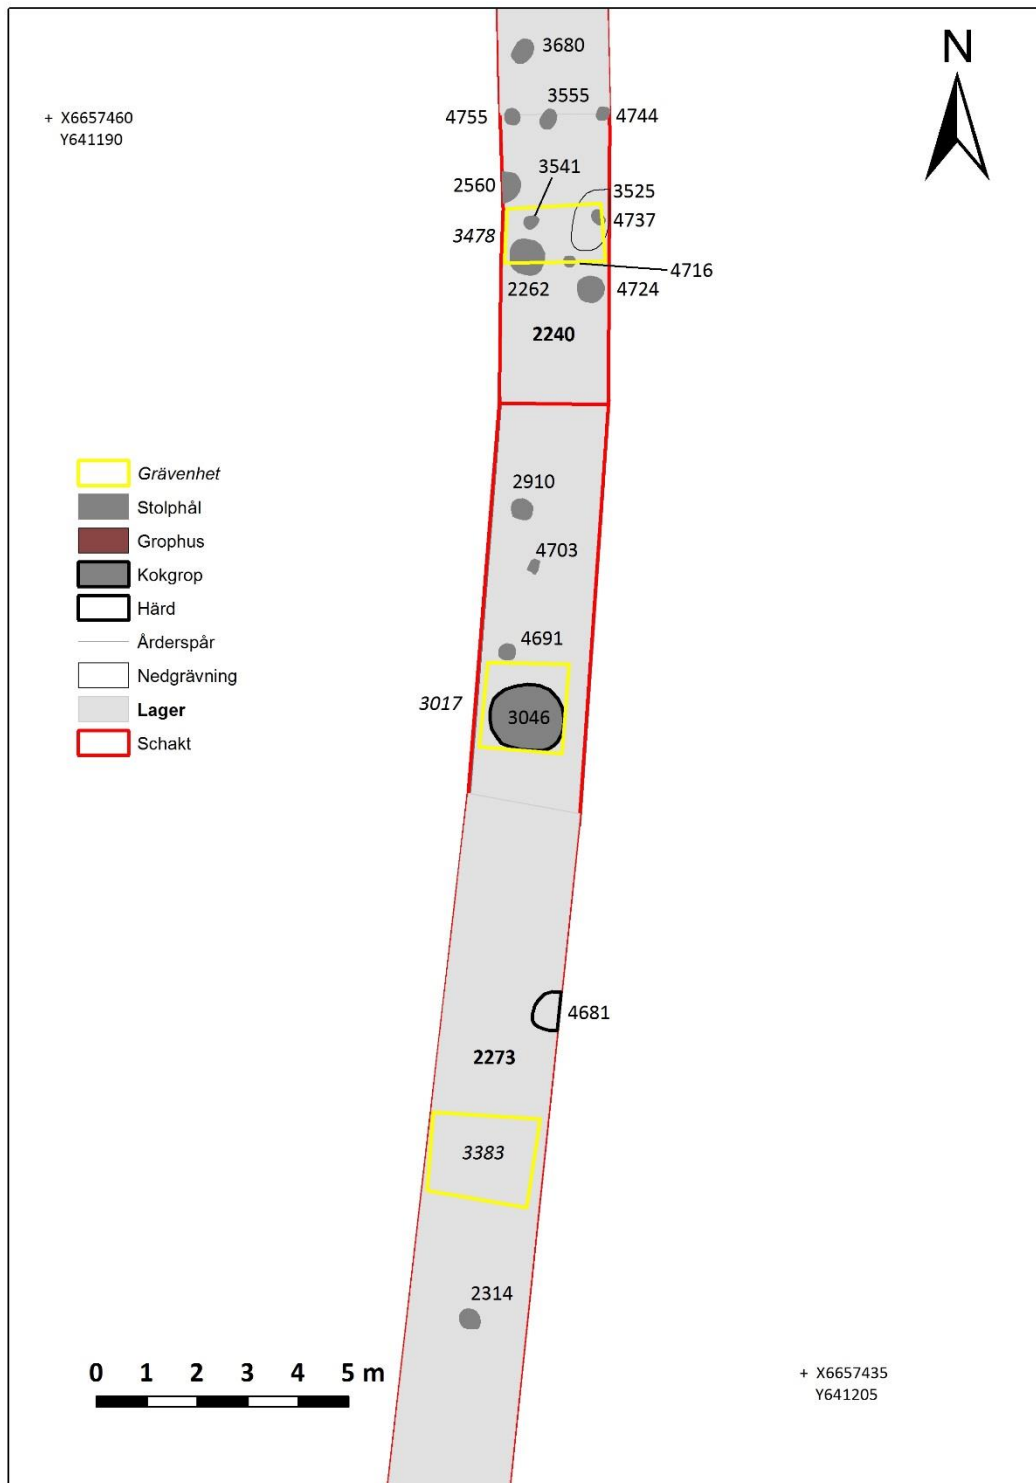 N
3680
3555
4755
4744
+ X6657460
Y641190
3541
2560
3525
4737
3478
4716
2262
4724
2240
Grävenhet
Stolphål
Grophus
Kokgrop
Härd
Årderspår
Nedgrävning
Lager
Schakt
2910
4703
4691
3017
3046
4681
2273
3383
2314
0 1 2 3 4 5 m
+ X6657435
Y641205